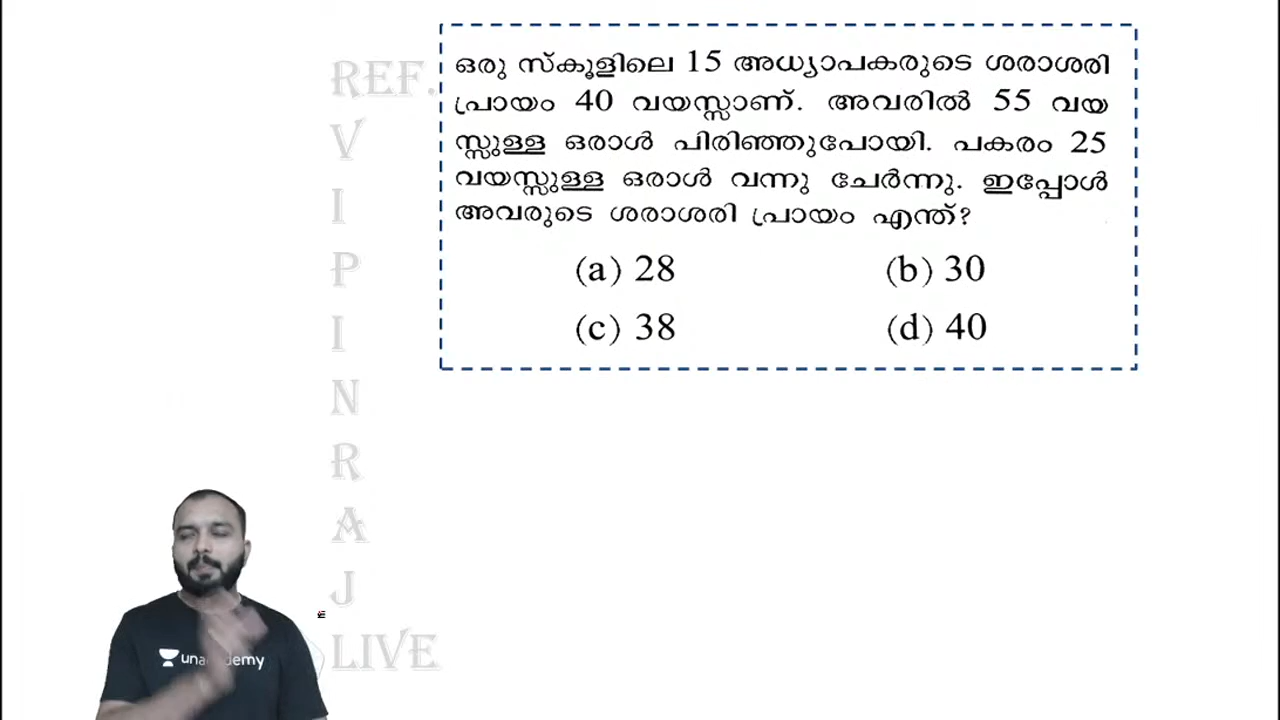 REF.
V
I
P
I
N
R
A
J
LIVE
ഒരു സ്കൂളിലെ 15 അധ്യാപകരുടെ ശരാശരി
പ്രായം 40 വയസ്സാണ്. അവരിൽ 55 വയ
സ്സുള്ള ഒരാൾ പിരിഞ്ഞുപോയി. പകരം 25
വയസ്സുള്ള ഒരാൾ വന്നു ചേർന്നു. ഇപ്പോൾ
അവരുടെ ശരാശരി പ്രായം എന്ത്?
(a) 28 (b) 30
(c) 38 (d) 40